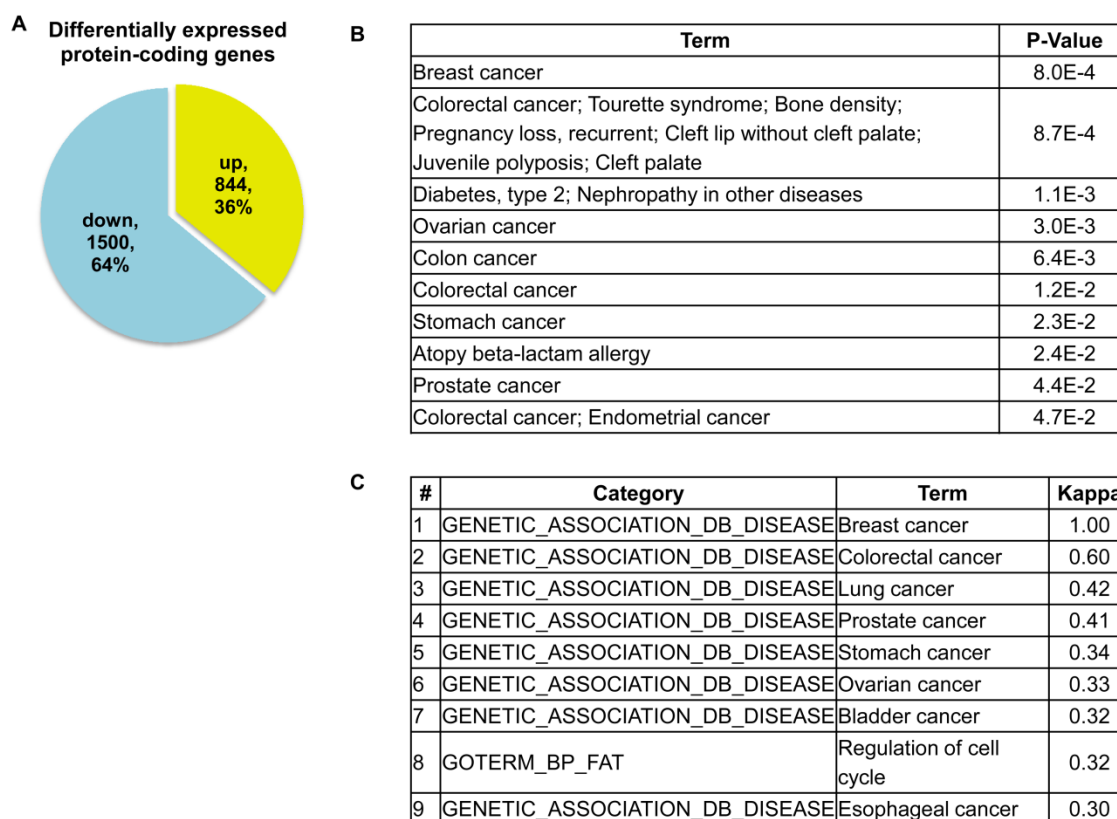 A
Differentially expressed
protein-coding genes
up,
844,
36%
down,
1500,
64%
B
Term P-Value
Breast cancer 8.0E-4
Colorectal cancer; Tourette syndrome; Bone density;
Pregnancy loss, recurrent; Cleft lip without cleft palate;
Juvenile polyposis; Cleft palate
8.7E-4
Diabetes, type 2; Nephropathy in other diseases 1.1E-3
Ovarian cancer 3.0E-3
Colon cancer 6.4E-3
Colorectal cancer 1.2E-2
Stomach cancer 2.3E-2
Atopy beta-lactam allergy 2.4E-2
Prostate cancer 4.4E-2
Colorectal cancer; Endometrial cancer 4.7E-2
C
# Category Term Kappa
1 GENETIC_ASSOCIATION_DB_DISEASE Breast cancer 1.00
2 GENETIC_ASSOCIATION_DB_DISEASE Colorectal cancer 0.60
3 GENETIC_ASSOCIATION_DB_DISEASE Lung cancer 0.42
4 GENETIC_ASSOCIATION_DB_DISEASE Prostate cancer 0.41
5 GENETIC_ASSOCIATION_DB_DISEASE Stomach cancer 0.34
6 GENETIC_ASSOCIATION_DB_DISEASE Ovarian cancer 0.33
7 GENETIC_ASSOCIATION_DB_DISEASE Bladder cancer 0.32
8 GOTERM_BP_FAT Regulation of cell
cycle 0.32
9 GENETIC_ASSOCIATION_DB_DISEASE Esophageal cancer 0.30